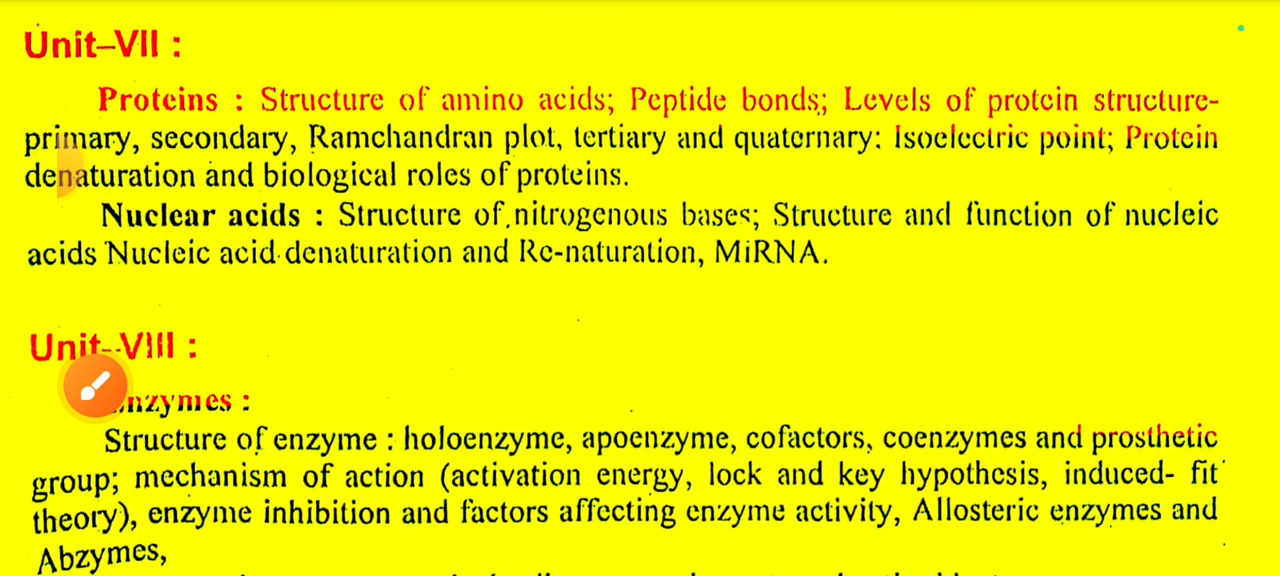 Unit–VII :
Proteins : Structure of amino acids; Peptide bonds; Levels of protein structure-
primary, secondary, Ramchandran plot, tertiary and quaternary: Isoelectric point; Protein
denaturation and biological roles of proteins.
Nuclear acids : Structure of nitrogenous bases; Structure and function of nucleic
acids Nucleic acid denaturation and Re-naturation, MiRNA.
Unit--VIII :
nzymes :
Structure of enzyme : holoenzyme, apoenzyme, cofactors, coenzymes and prosthetic
group; mechanism of action (activation energy, lock and key hypothesis, induced- fit
theory), enzyme inhibition and factors affecting enzyme activity, Allosteric enzymes and
Abzymes,